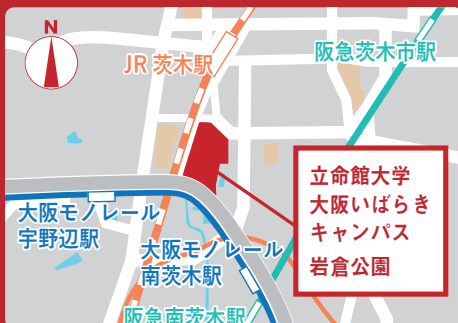 N
JR 茨木駅
阪急茨木市駅
立命館大学
大阪いばらき
キャンパス
岩倉公園
大阪モノレール
宇野辺駅
大阪モノレール
南茨木駅
阪急南茨木駅